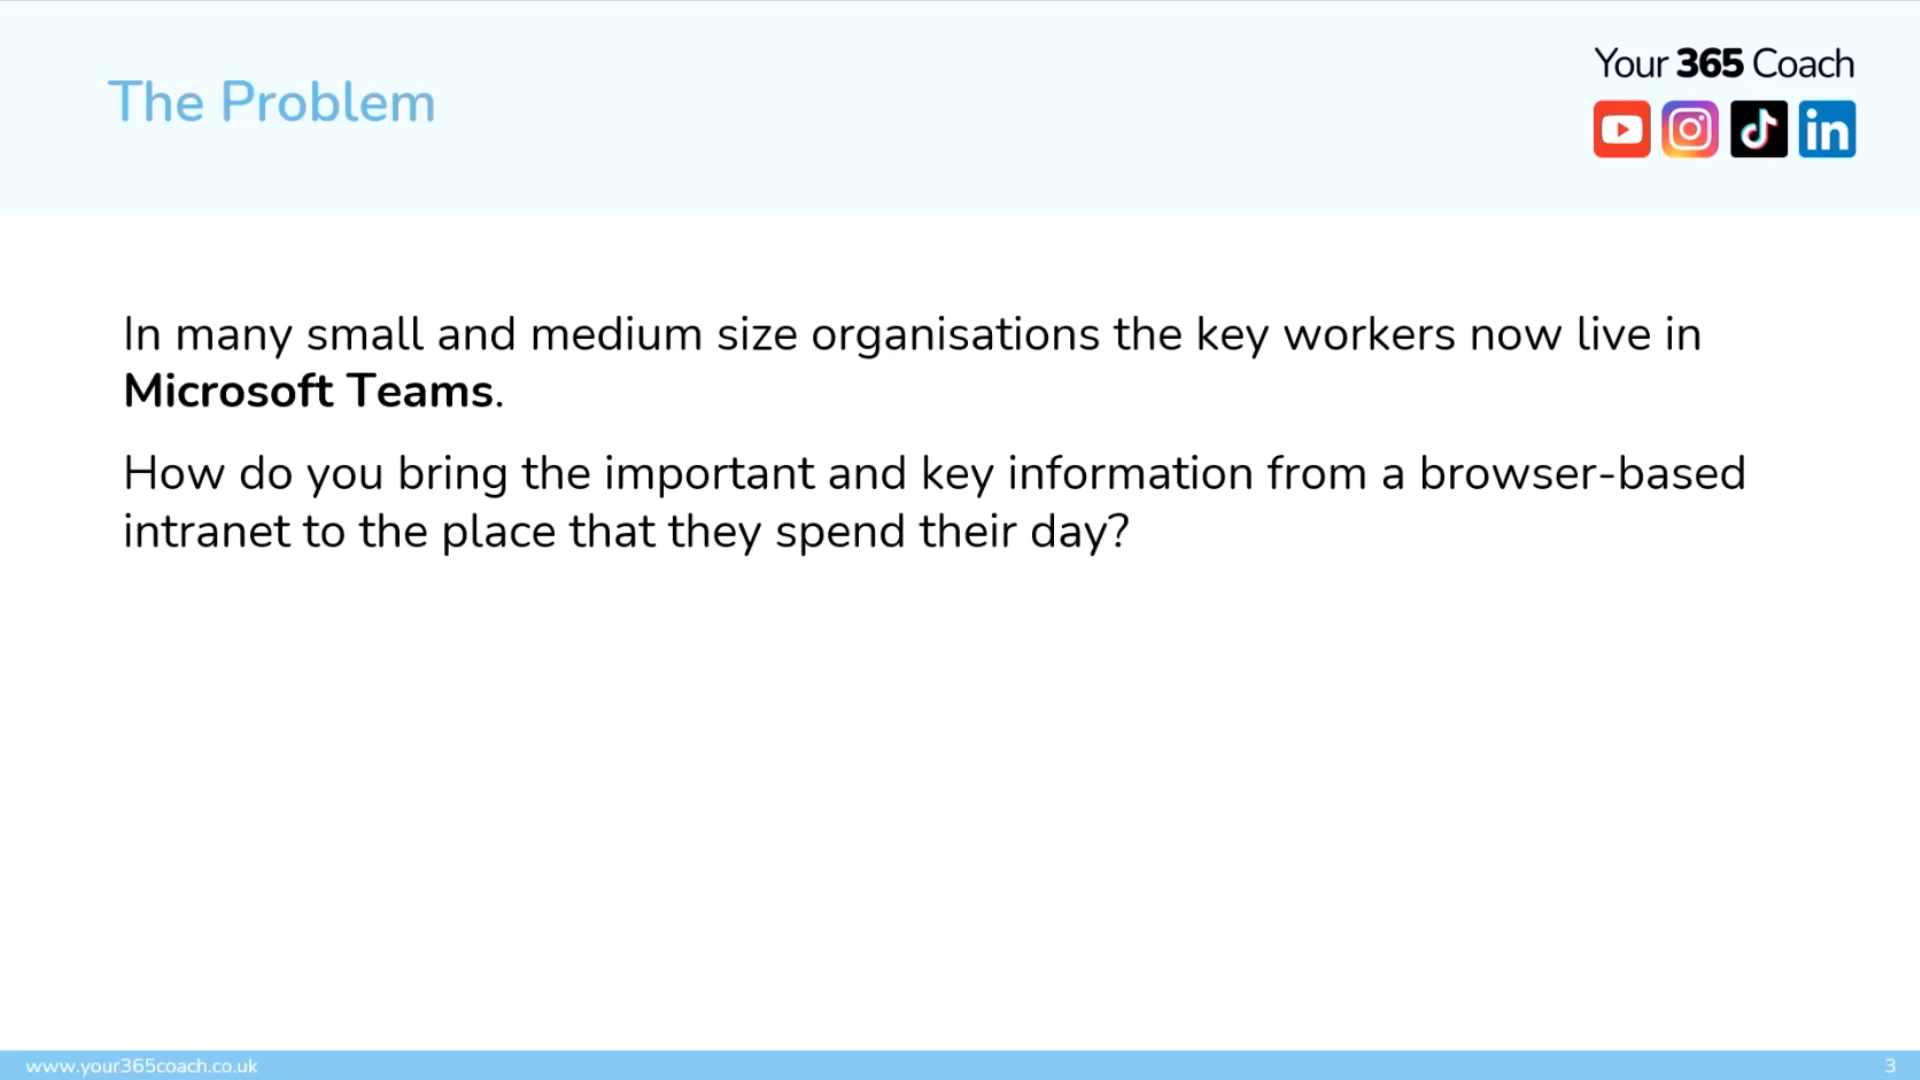 The Problem
Your 365 Coach
in
In many small and medium size organisations the key workers now live in
Microsoft Teams.
How do you bring the important and key information from a browser-based
intranet to the place that they spend their day?
www.your365coach.co.uk
3